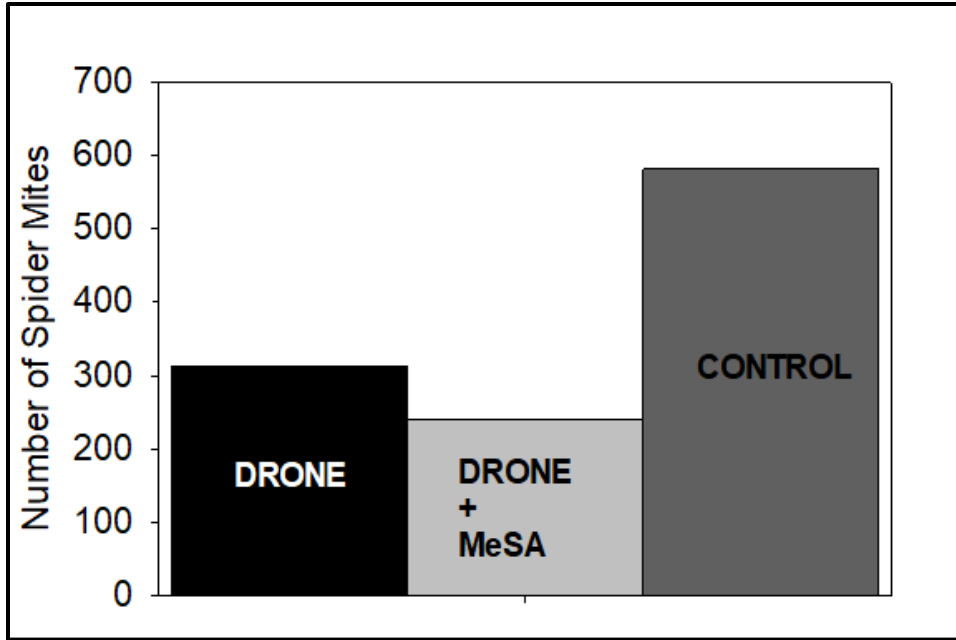 700
600
500
400
300
200
100
0
Number of Spider Mites
DRONE
DRONE
+
MeSA
CONTROL